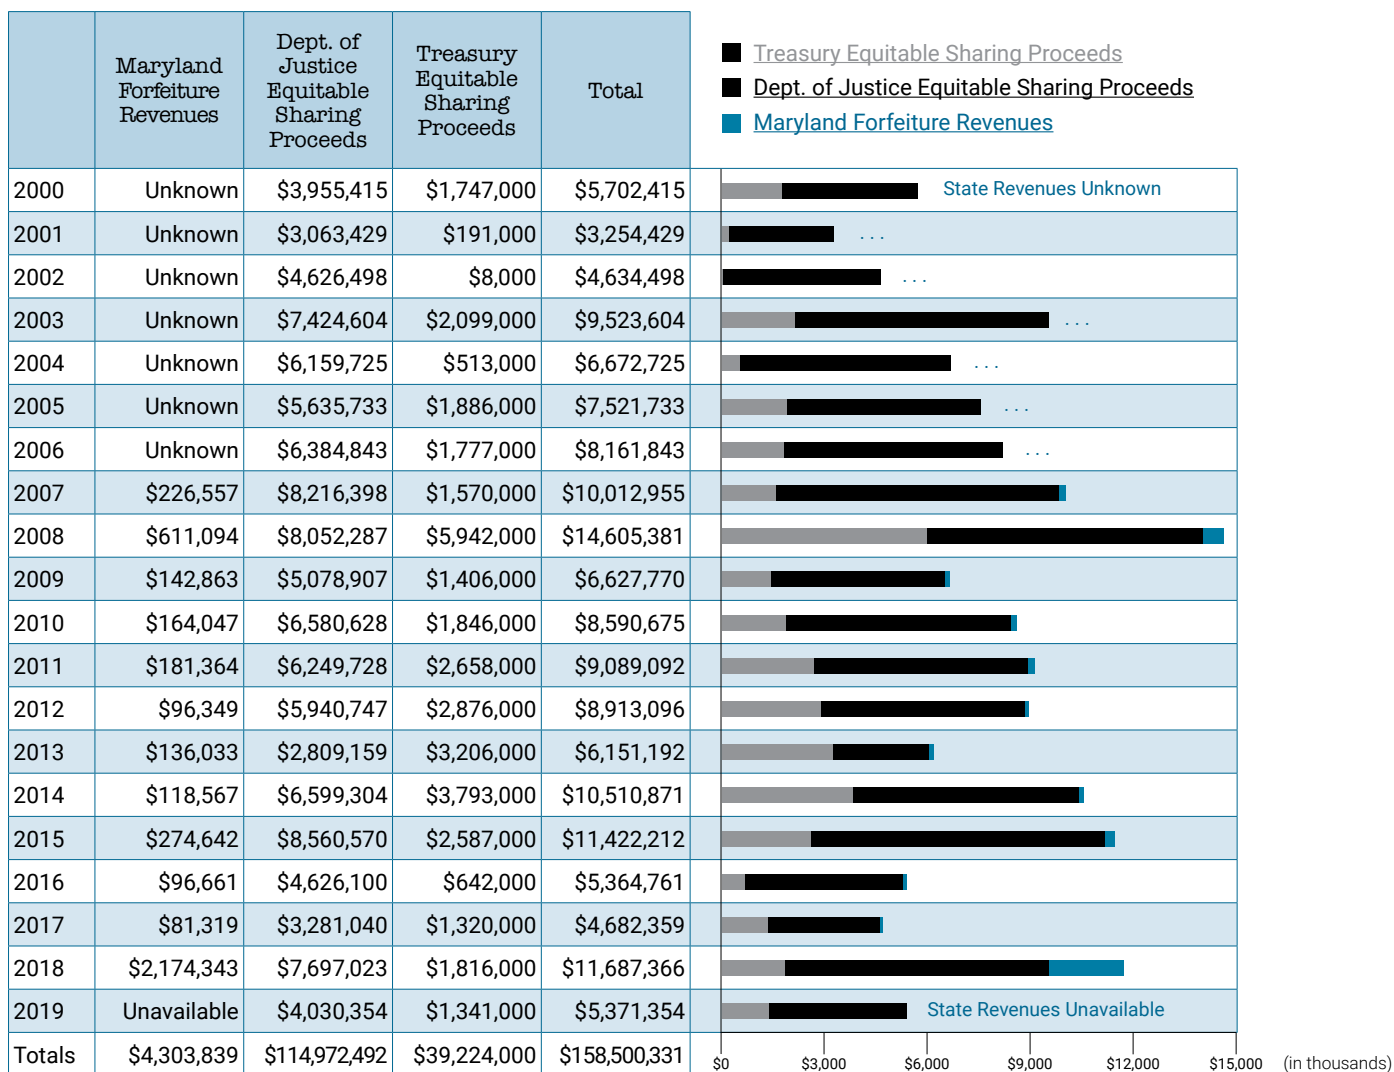 Maryland
Forfeiture
Revenues
Dept. of
Justice
Equitable
Sharing
Proceeds
Treasury
Equitable
Sharing
Proceeds
Total
Treasury Equitable Sharing Proceeds
Dept. of Justice Equitable Sharing Proceeds
Maryland Forfeiture Revenues
2000 Unknown $3,955,415 $1,747,000 $5,702,415 State Revenues Unknown
2001 Unknown $3,063,429 $191,000 $3,254,429 ...
2002 Unknown $4,626,498 $8,000 $4,634,498 ...
2003 Unknown $7,424,604 $2,099,000 $9,523,604 ...
2004 Unknown $6,159,725 $513,000 $6,672,725 ...
2005 Unknown $5,635,733 $1,886,000 $7,521,733 ...
2006 Unknown $6,384,843 $1,777,000 $8,161,843 ...
2007 $226,557 $8,216,398 $1,570,000 $10,012,955
2008 $611,094 $8,052,287 $5,942,000 $14,605,381
2009 $142,863 $5,078,907 $1,406,000 $6,627,770
2010 $164,047 $6,580,628 $1,846,000 $8,590,675
2011 $181,364 $6,249,728 $2,658,000 $9,089,092
2012 $96,349 $5,940,747 $2,876,000 $8,913,096
2013 $136,033 $2,809,159 $3,206,000 $6,151,192
2014 $118,567 $6,599,304 $3,793,000 $10,510,871
2015 $274,642 $8,560,570 $2,587,000 $11,422,212
2016 $96,661 $4,626,100 $642,000 $5,364,761
2017 $81,319 $3,281,040 $1,320,000 $4,682,359
2018 $2,174,343 $7,697,023 $1,816,000 $11,687,366
2019 Unavailable $4,030,354 $1,341,000 $5,371,354 State Revenues Unavailable
Totals $4,303,839 $114,972,492 $39,224,000 $158,500,331
$0 $3,000 $6,000 $9,000 $12,000 $15,000 (in thousands)